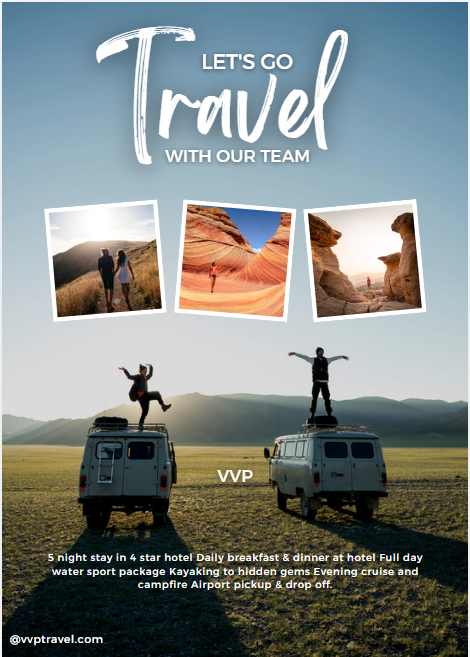 LET'S GO
Travel
WITH OUR TEAM
VVP
5 night stay in 4 star hotel Daily breakfast & dinner at hotel Full day
water sport package Kayaking to hidden gems Evening cruise and
campfire Airport pickup & drop off.
@vvptravel.com